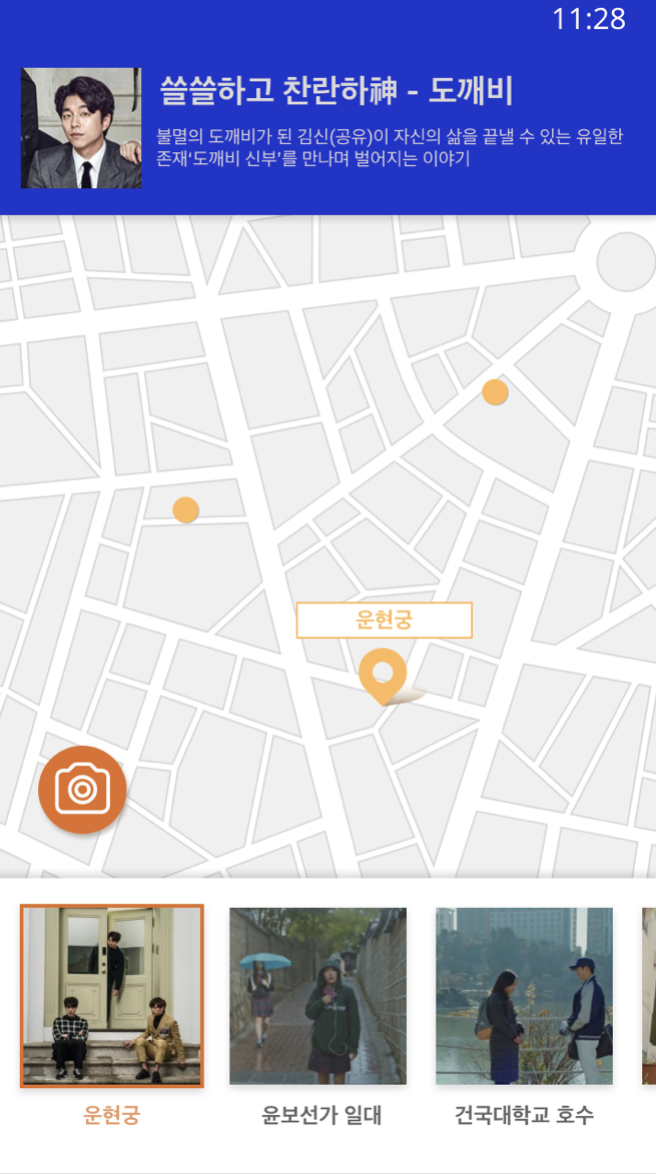 11:28
쓸쓸하고 찬란하神 - 도깨비
불멸의 도깨비가 된 김신(공유)이 자신의 삶을 끝낼 수 있는 유일한
존재‘도깨비 신부’를 만나며 벌어지는 이야기
운현궁
운현궁
윤보선가 일대
건국대학교 호수